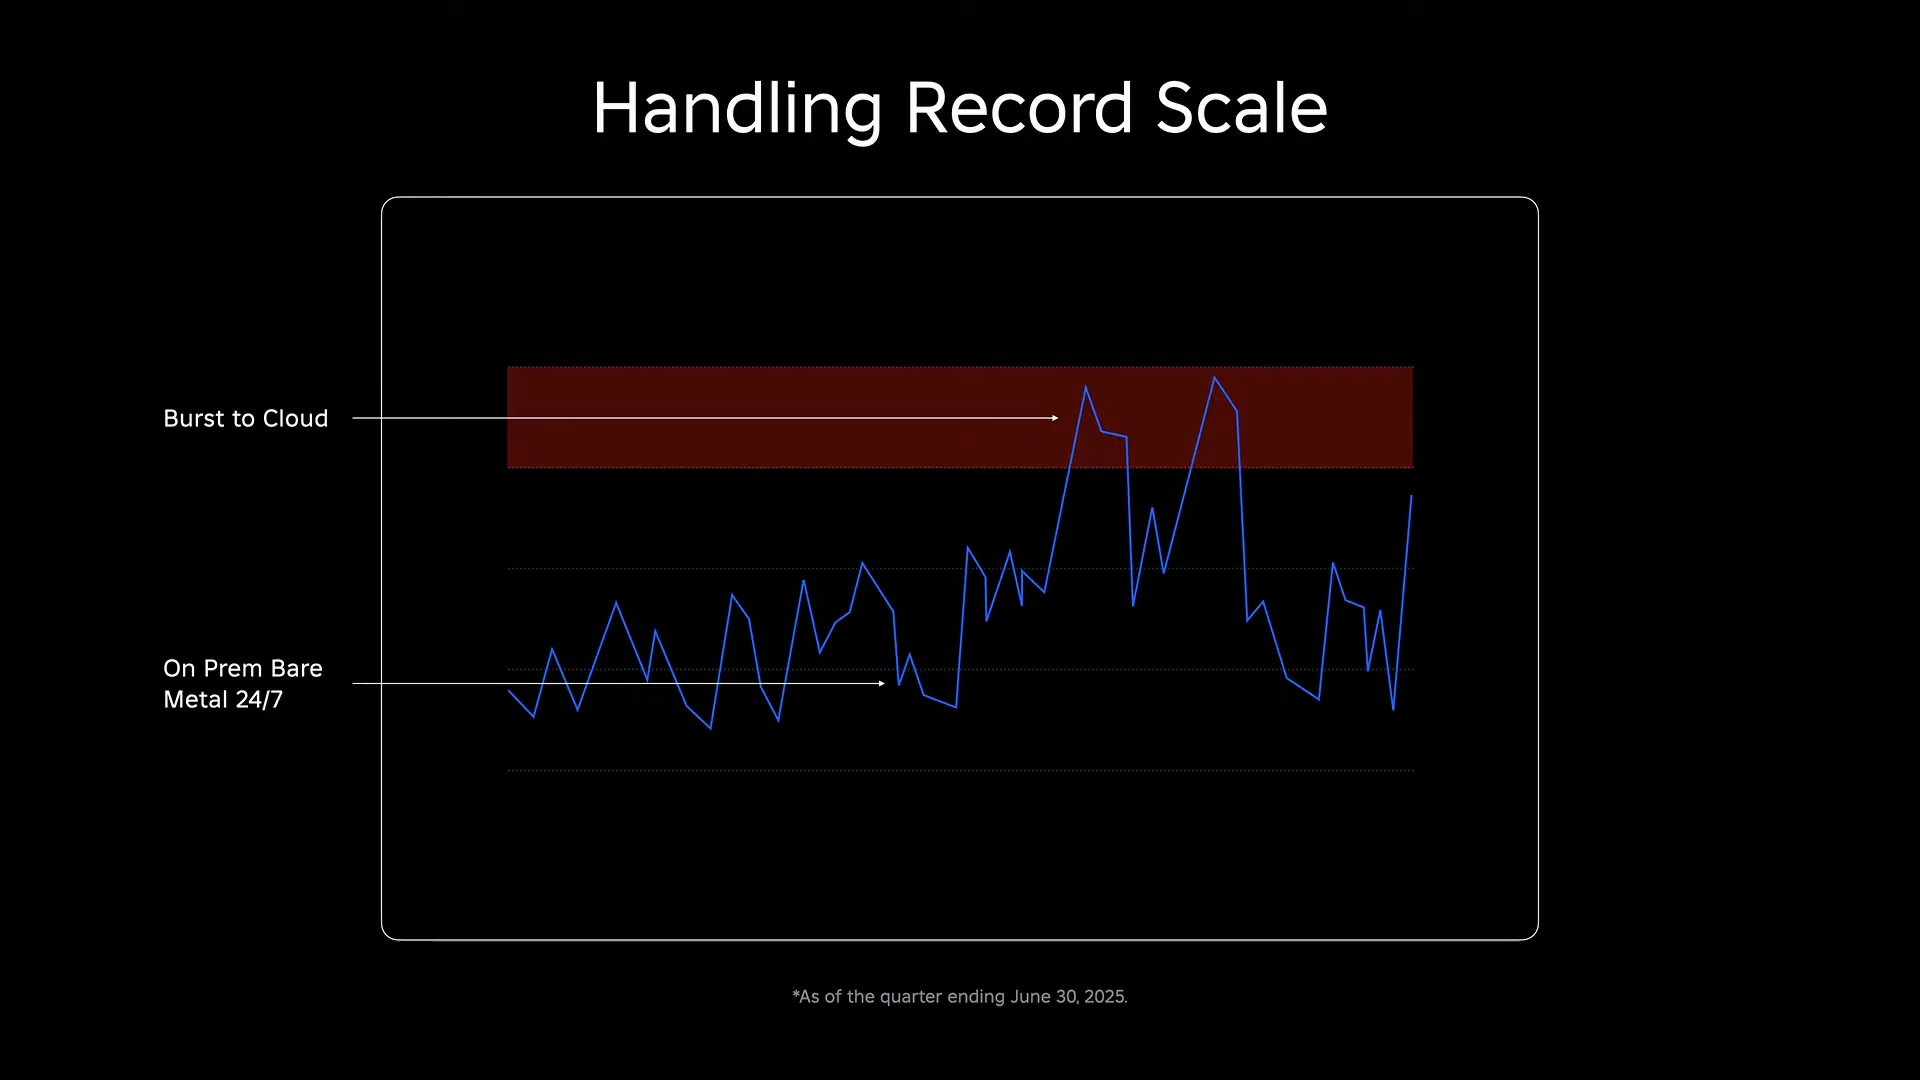 Handling Record Scale
Burst to Cloud
On Prem Bare
Metal 24/7
*As of the quarter ending June 30, 2025.